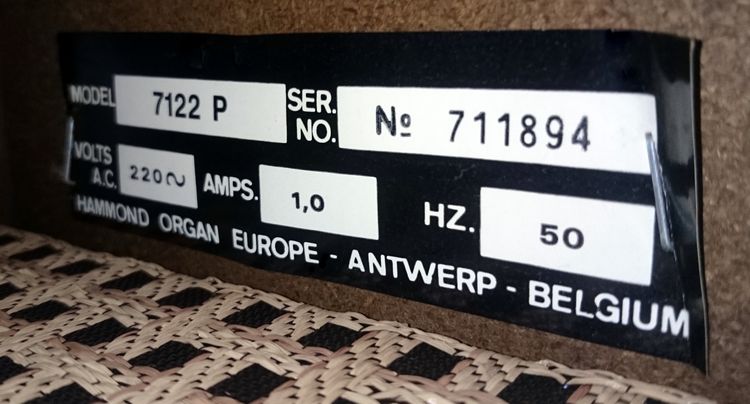 MODEL 7122 P SER. NO. Nº 711894
VOLTS A.C. 220~ AMPS. 1,0 HZ. 50
HAMMOND ORGAN EUROPE - ANTWERP - BELGIUM